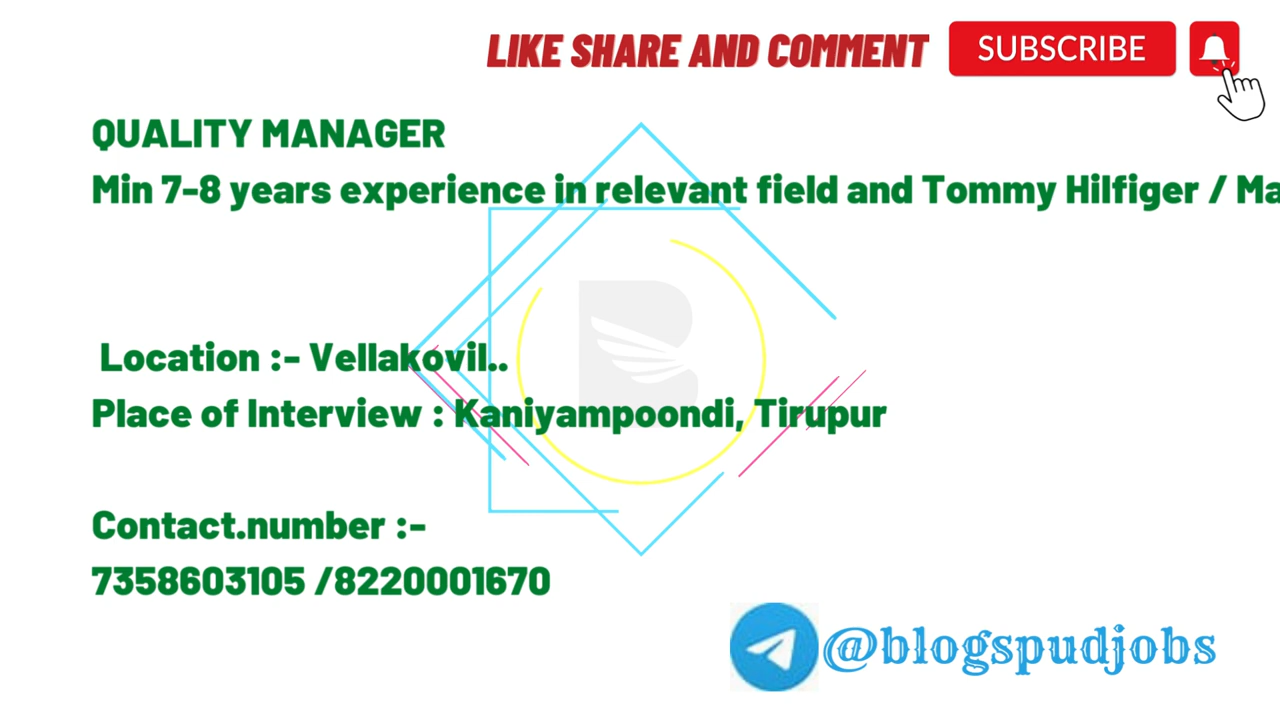 LIKE SHARE AND COMMENT SUBSCRIBE
QUALITY MANAGER
Min 7-8 years experience in relevant field and Tommy Hilfiger / Ma
Location :- Vellakovil..
Place of Interview : Kaniyampoondi, Tirupur
Contact.number :-
7358603105 /8220001670
@blogspudjobs